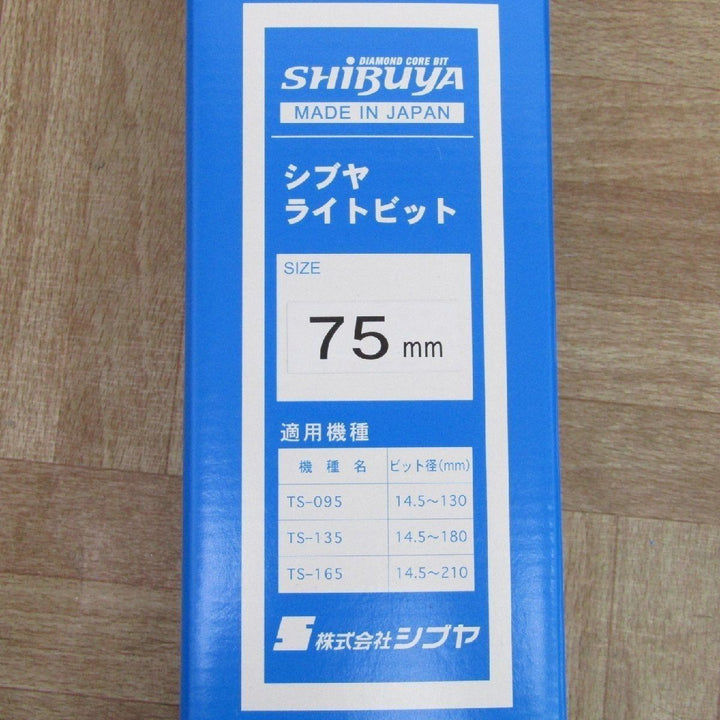 DIAMOND CORE BIT
SHIBUYA
MADE IN JAPAN
シブヤ
ライトビット
SIZE
75 mm
適用機種
機種名 ビット径(mm)
TS-095 14.5〜130
TS-135 14.5〜180
TS-165 14.5〜210
株式会社シブヤ